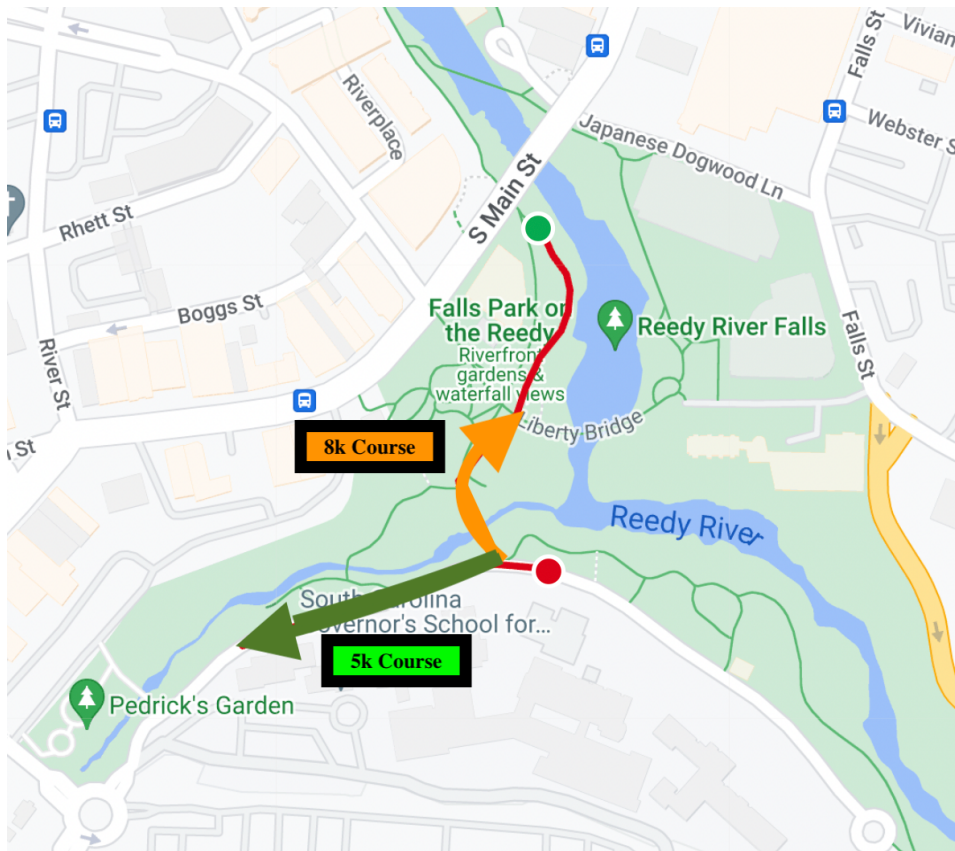 Vivian
Falls St
Webster S
Riverplace
Japanese Dogwood Ln
S Main St
Rhett St
Falls Park on
the Reedy
Riverfront
gardens &
waterfall views
Reedy River Falls
Boggs St
River St
Falls St
Liberty Bridge
St
8k Course
Reedy River
South Carolina
Governor's School for...
5k Course
Pedrick's Garden